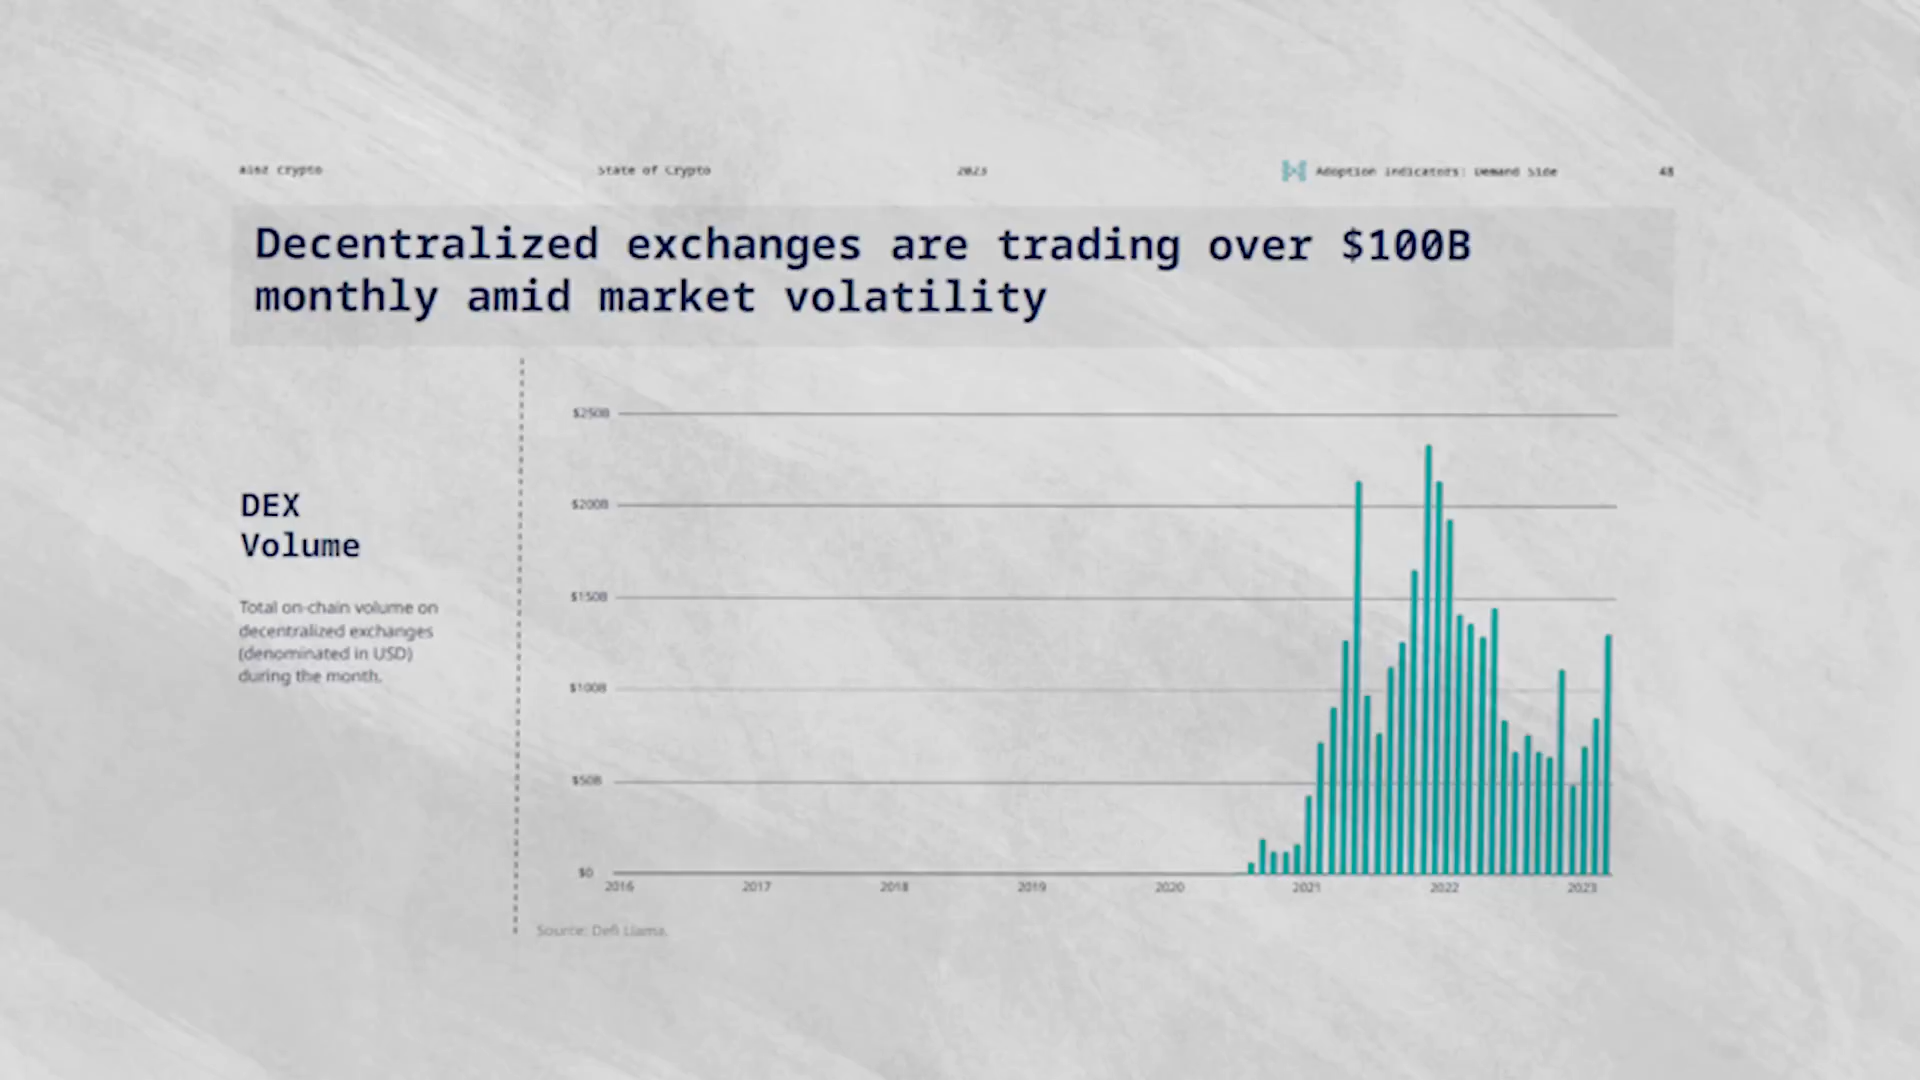 a16z crypto
State of Crypto
2023
Adoption Indicators: Demand Side
48
Decentralized exchanges are trading over $100B
monthly amid market volatility
DEX
Volume
Total on-chain volume on
decentralized exchanges
(denominated in USD)
during the month.
$250B
$200B
$150B
$100B
$50B
$0
2016 2017 2018 2019 2020 2021 2022 2023
Source: Defi Llama.